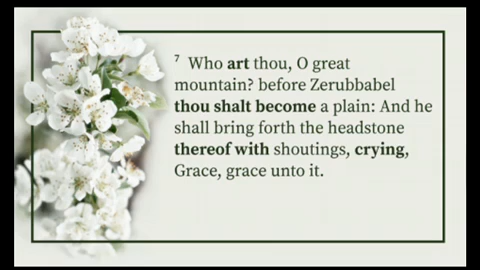 ⁷ Who art thou, O great
mountain? before Zerubbabel
thou shalt become a plain: And he
shall bring forth the headstone
thereof with shoutings, crying,
Grace, grace unto it.